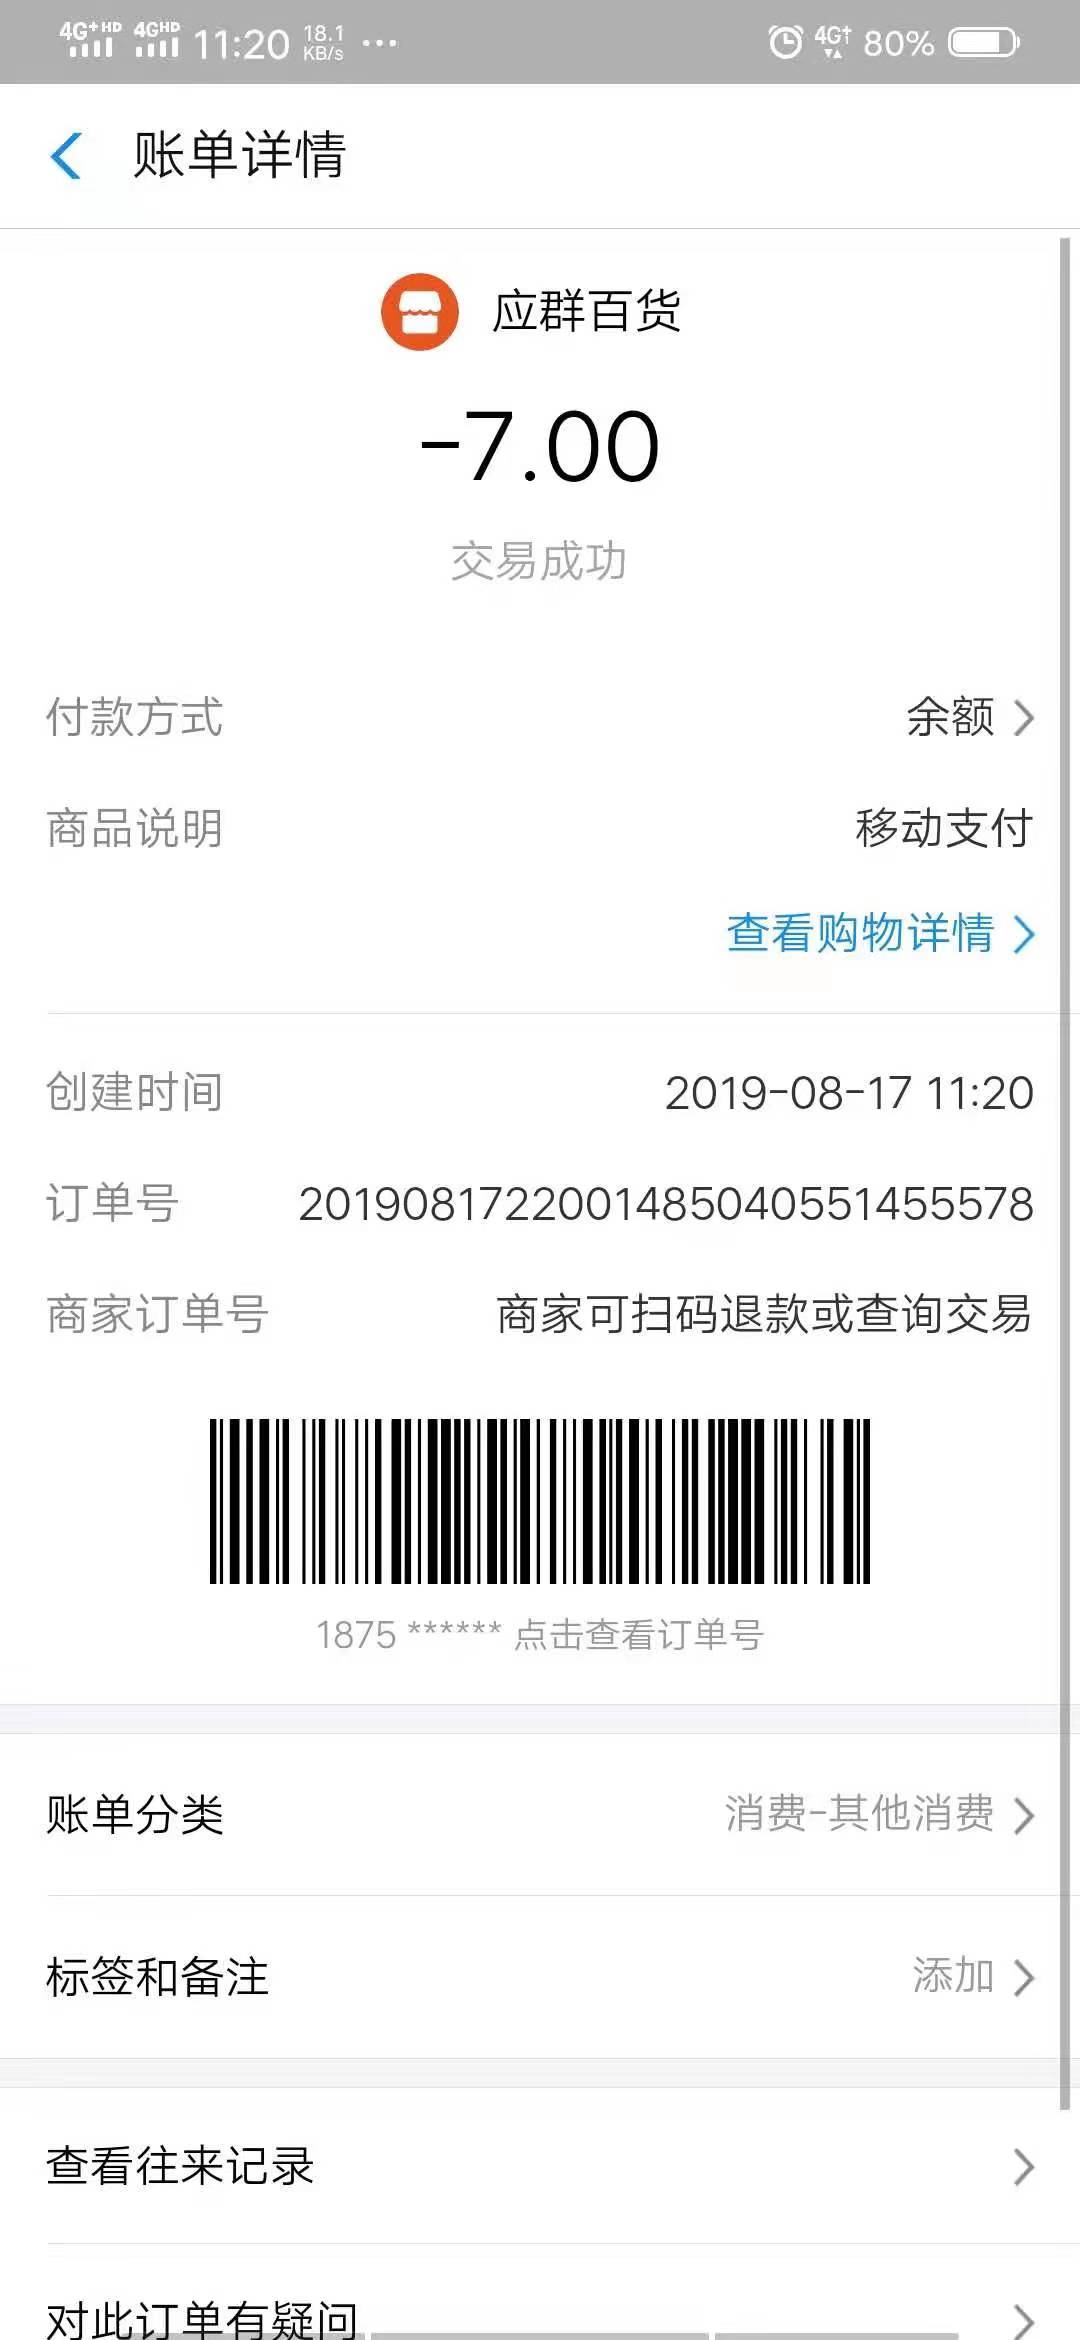 4G+HD 4GHD 11:20 18.1 KB/s ... 4G+ 80%
账单详情
应群百货
-7.00
交易成功
付款方式 余额
商品说明 移动支付
查看购物详情
创建时间 2019-08-17 11:20
订单号 2019081722001485040551455578
商家订单号 商家可扫码退款或查询交易
1875 ****** 点击查看订单号
账单分类 消费-其他消费
标签和备注 添加
查看往来记录
对此订单有疑问